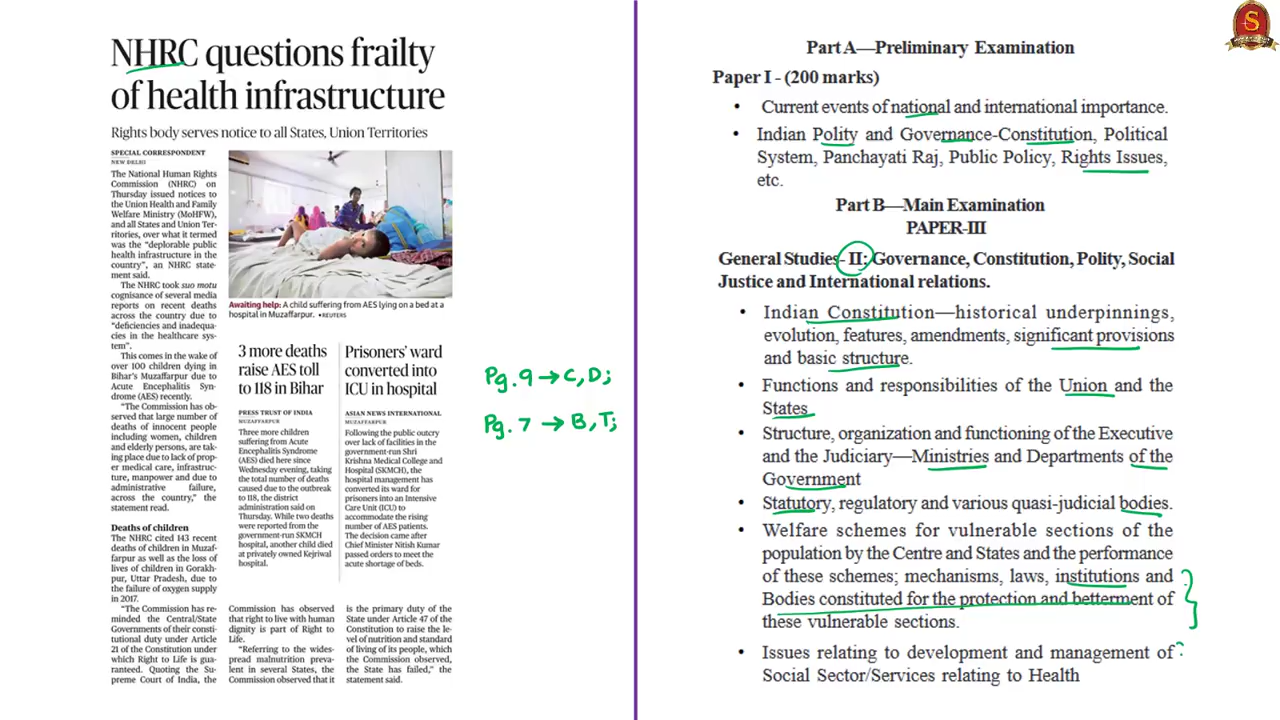 NHRC questions frailty
of health infrastructure
Rights body serves notice to all States, Union Territories
SPECIAL CORRESPONDENT
NEW DELHI
The National Human Rights
Commission (NHRC) on
Thursday issued notices to
the Union Health and Family
Welfare Ministry (MoHFW),
and all States and Union Ter-
ritories, over what it termed
was the "deplorable public
health infrastructure in the
country", an NHRC state-
ment said.
The NHRC took suo motu
cognisance of several media
reports on recent deaths
across the country due to
"deficiencies and inadequa-
cies in the healthcare sys-
tem".
This comes in the wake of
over 100 children dying in
Bihar's Muzaffarpur due to
Acute Encephalitis Syn-
drome (AES) recently.
"The Commission has ob-
served that large number of
deaths of innocent people
including women, children
and elderly persons, are tak-
ing place due to lack of prop-
er medical care, infrastruc-
ture, manpower and due to
administrative failure,
across the country," the
statement read.
Deaths of children
The NHRC cited 143 recent
deaths of children in Muzaf-
farpur as well as the loss of
lives of children in Gorakh-
pur, Uttar Pradesh, due to
the failure of oxygen supply
in 2017.
"The Commission has re-
minded the Central/State
Governments of their consti-
tutional duty under Article
21 of the Constitution under
which Right to Life is gua-
ranteed. Quoting the Su-
preme Court of India, the
Awaiting help: A child suffering from AES lying on a bed at a
hospital in Muzaffarpur. •REUTERS
3 more deaths
raise AES toll
to 118 in Bihar
PRESS TRUST OF INDIA
MUZAFFARPUR
Three more children
suffering from Acute
Encephalitis Syndrome
(AES) died here since
Wednesday evening, taking
the total number of deaths
caused due to the outbreak
to 118, the district
administration said on
Thursday. While two deaths
were reported from the
government-run SKMCH
hospital, another child died
at privately owned Kejriwal
hospital.
Prisoners' ward
converted into
ICU in hospital
ASIAN NEWS INTERNATIONAL
MUZAFFARPUR
Following the public outcry
over lack of facilities in the
government-run Shri
Krishna Medical College and
Hospital (SKMCH), the
hospital management has
converted its ward for
prisoners into an Intensive
Care Unit (ICU) to
accommodate the rising
number of AES patients.
The decision came after
Chief Minister Nitish Kumar
passed orders to meet the
acute shortage of beds.
Commission has observed
that right to live with human
dignity is part of Right to
Life.
"Referring to the wides-
pread malnutrition preva-
lent in several States, the
Commission observed that it
is the primary duty of the
State under Article 47 of the
Constitution to raise the lev-
el of nutrition and standard
of living of its people, which
the Commission observed,
the State has failed," the
statement said.
Pg. 9 → C, D;
Pg. 7 → B, T;
S
Part A—Preliminary Examination
Paper I - (200 marks)
• Current events of national and international importance.
• Indian Polity and Governance-Constitution, Political
System, Panchayati Raj, Public Policy, Rights Issues,
etc.
Part B—Main Examination
PAPER-III
General Studies- II: Governance, Constitution, Polity, Social
Justice and International relations.
• Indian Constitution—historical underpinnings,
evolution, features, amendments, significant provisions
and basic structure.
• Functions and responsibilities of the Union and the
States
• Structure, organization and functioning of the Executive
and the Judiciary—Ministries and Departments of the
Government
• Statutory, regulatory and various quasi-judicial bodies.
• Welfare schemes for vulnerable sections of the
population by the Centre and States and the performance
of these schemes; mechanisms, laws, institutions and
Bodies constituted for the protection and betterment of
these vulnerable sections.
• Issues relating to development and management of
Social Sector/Services relating to Health